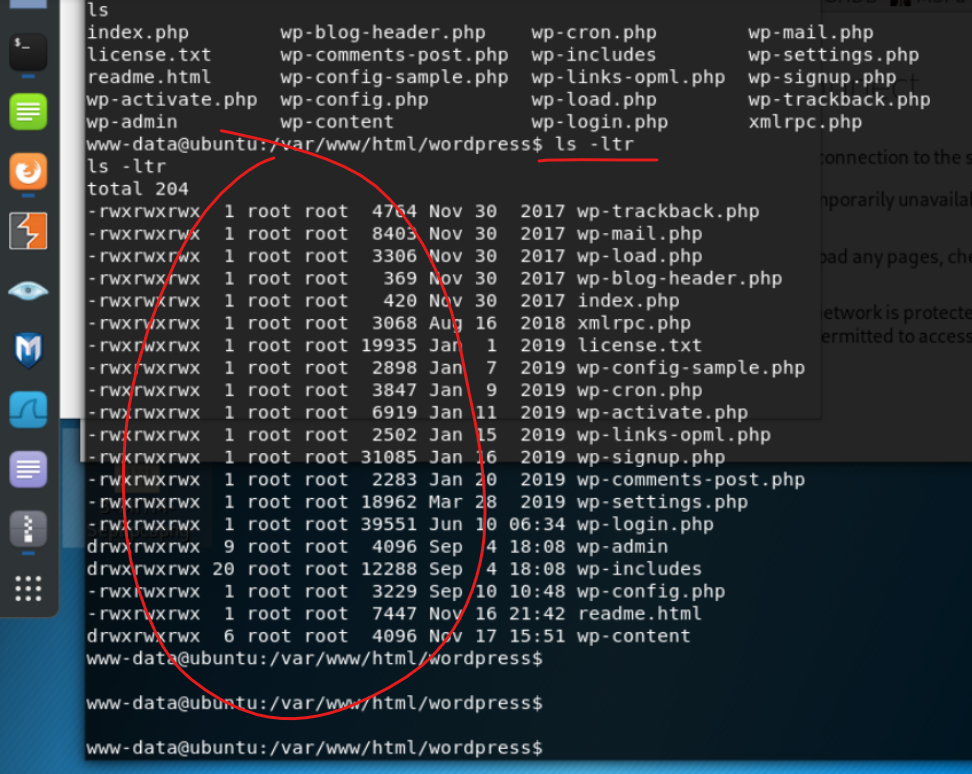 ls
index.php wp-blog-header.php wp-cron.php wp-mail.php
license.txt wp-comments-post.php wp-includes wp-settings.php
readme.html wp-config-sample.php wp-links-opml.php wp-signup.php
wp-activate.php wp-config.php wp-load.php wp-trackback.php
wp-admin wp-content wp-login.php xmlrpc.php
www-data@ubuntu:/var/www/html/wordpress$ ls -ltr
ls -ltr
total 204
-rwxrwxrwx 1 root root 4764 Nov 30 2017 wp-trackback.php
-rwxrwxrwx 1 root root 8403 Nov 30 2017 wp-mail.php
-rwxrwxrwx 1 root root 3306 Nov 30 2017 wp-load.php
-rwxrwxrwx 1 root root 369 Nov 30 2017 wp-blog-header.php
-rwxrwxrwx 1 root root 420 Nov 30 2017 index.php
-rwxrwxrwx 1 root root 3068 Aug 16 2018 xmlrpc.php
-rwxrwxrwx 1 root root 19935 Jan 1 2019 license.txt
-rwxrwxrwx 1 root root 2898 Jan 7 2019 wp-config-sample.php
-rwxrwxrwx 1 root root 3847 Jan 9 2019 wp-cron.php
-rwxrwxrwx 1 root root 6919 Jan 11 2019 wp-activate.php
-rwxrwxrwx 1 root root 2502 Jan 15 2019 wp-links-opml.php
-rwxrwxrwx 1 root root 31085 Jan 16 2019 wp-signup.php
-rwxrwxrwx 1 root root 2283 Jan 20 2019 wp-comments-post.php
-rwxrwxrwx 1 root root 18962 Mar 28 2019 wp-settings.php
-rwxrwxrwx 1 root root 39551 Jun 10 06:34 wp-login.php
drwxrwxrwx 9 root root 4096 Sep 4 18:08 wp-admin
drwxrwxrwx 20 root root 12288 Sep 4 18:08 wp-includes
-rwxrwxrwx 1 root root 3229 Sep 10 10:48 wp-config.php
-rwxrwxrwx 1 root root 7447 Nov 16 21:42 readme.html
drwxrwxrwx 6 root root 4096 Nov 17 15:51 wp-content
www-data@ubuntu:/var/www/html/wordpress$
www-data@ubuntu:/var/www/html/wordpress$
www-data@ubuntu:/var/www/html/wordpress$
connection to the s
mporarily unavaila
oad any pages, che
etwork is protecte
ermitted to access